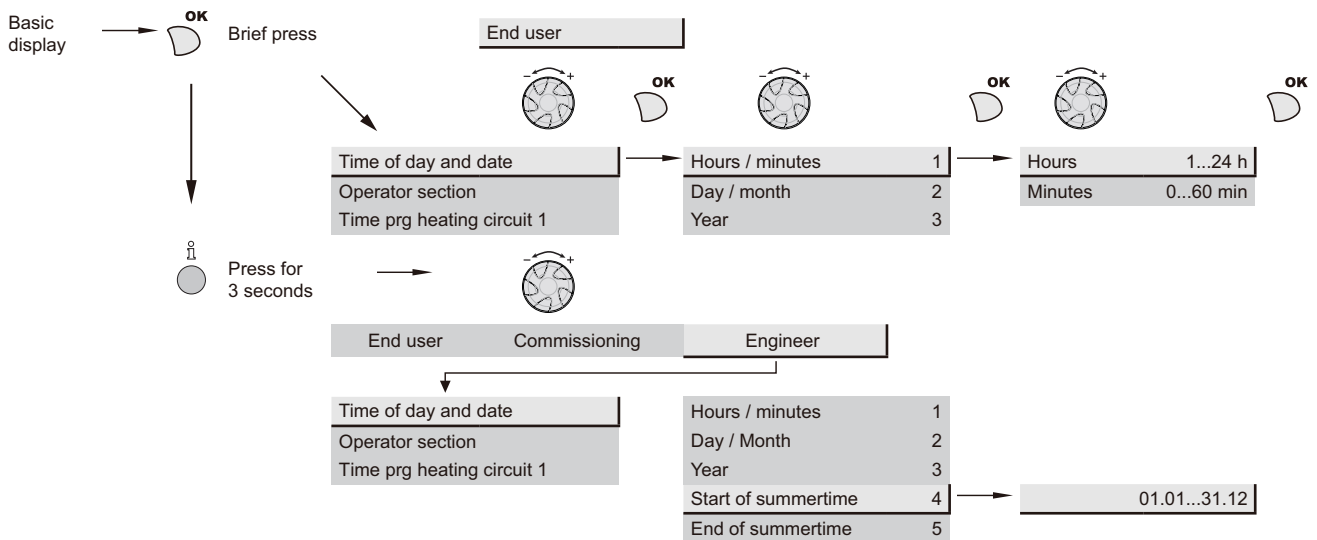 Basic
display
OK
Brief press
End user
- +
OK
- +
OK
- +
OK
Time of day and date
Operator section
Time prg heating circuit 1
Hours / minutes 1
Day / month 2
Year 3
Hours 1...24 h
Minutes 0...60 min
Press for
3 seconds
- +
End user Commissioning Engineer
Time of day and date
Operator section
Time prg heating circuit 1
Hours / minutes 1
Day / Month 2
Year 3
Start of summertime 4
End of summertime 5
01.01...31.12